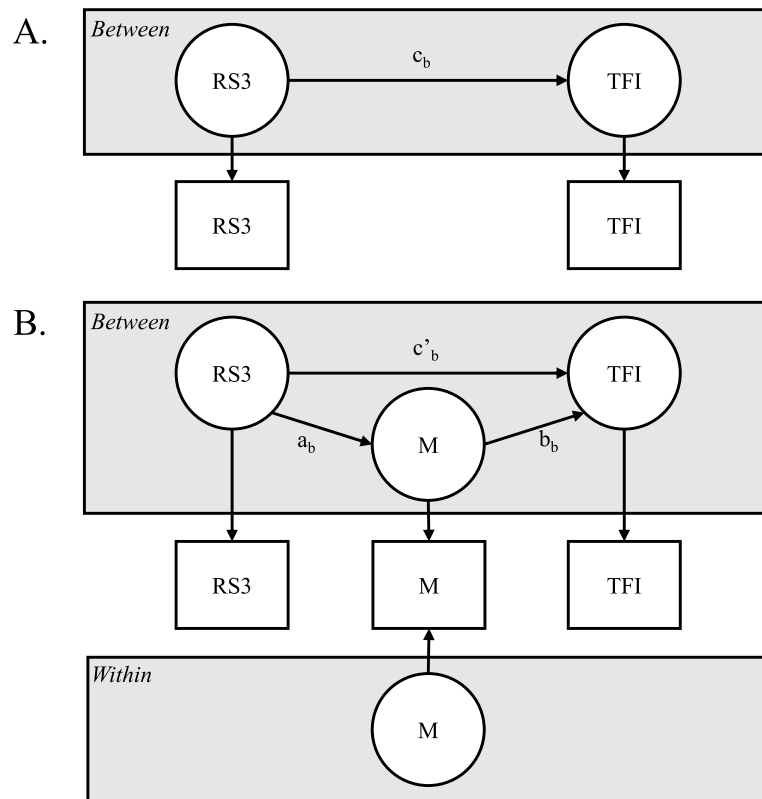 A.
Between
RS3
c_b
TFI
RS3
TFI
B.
Between
RS3
c’_b
TFI
a_b
M
b_b
RS3
M
TFI
Within
M